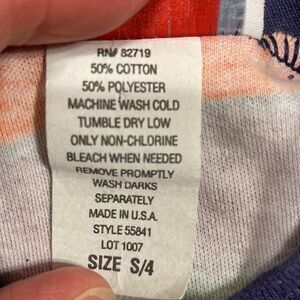 RN# 82719
50% COTTON
50% POLYESTER
MACHINE WASH COLD
TUMBLE DRY LOW
ONLY NON-CHLORINE
BLEACH WHEN NEEDED
REMOVE PROMPTLY
WASH DARKS
SEPARATELY
MADE IN U.S.A.
STYLE 55841
LOT 1007
SIZE S/4